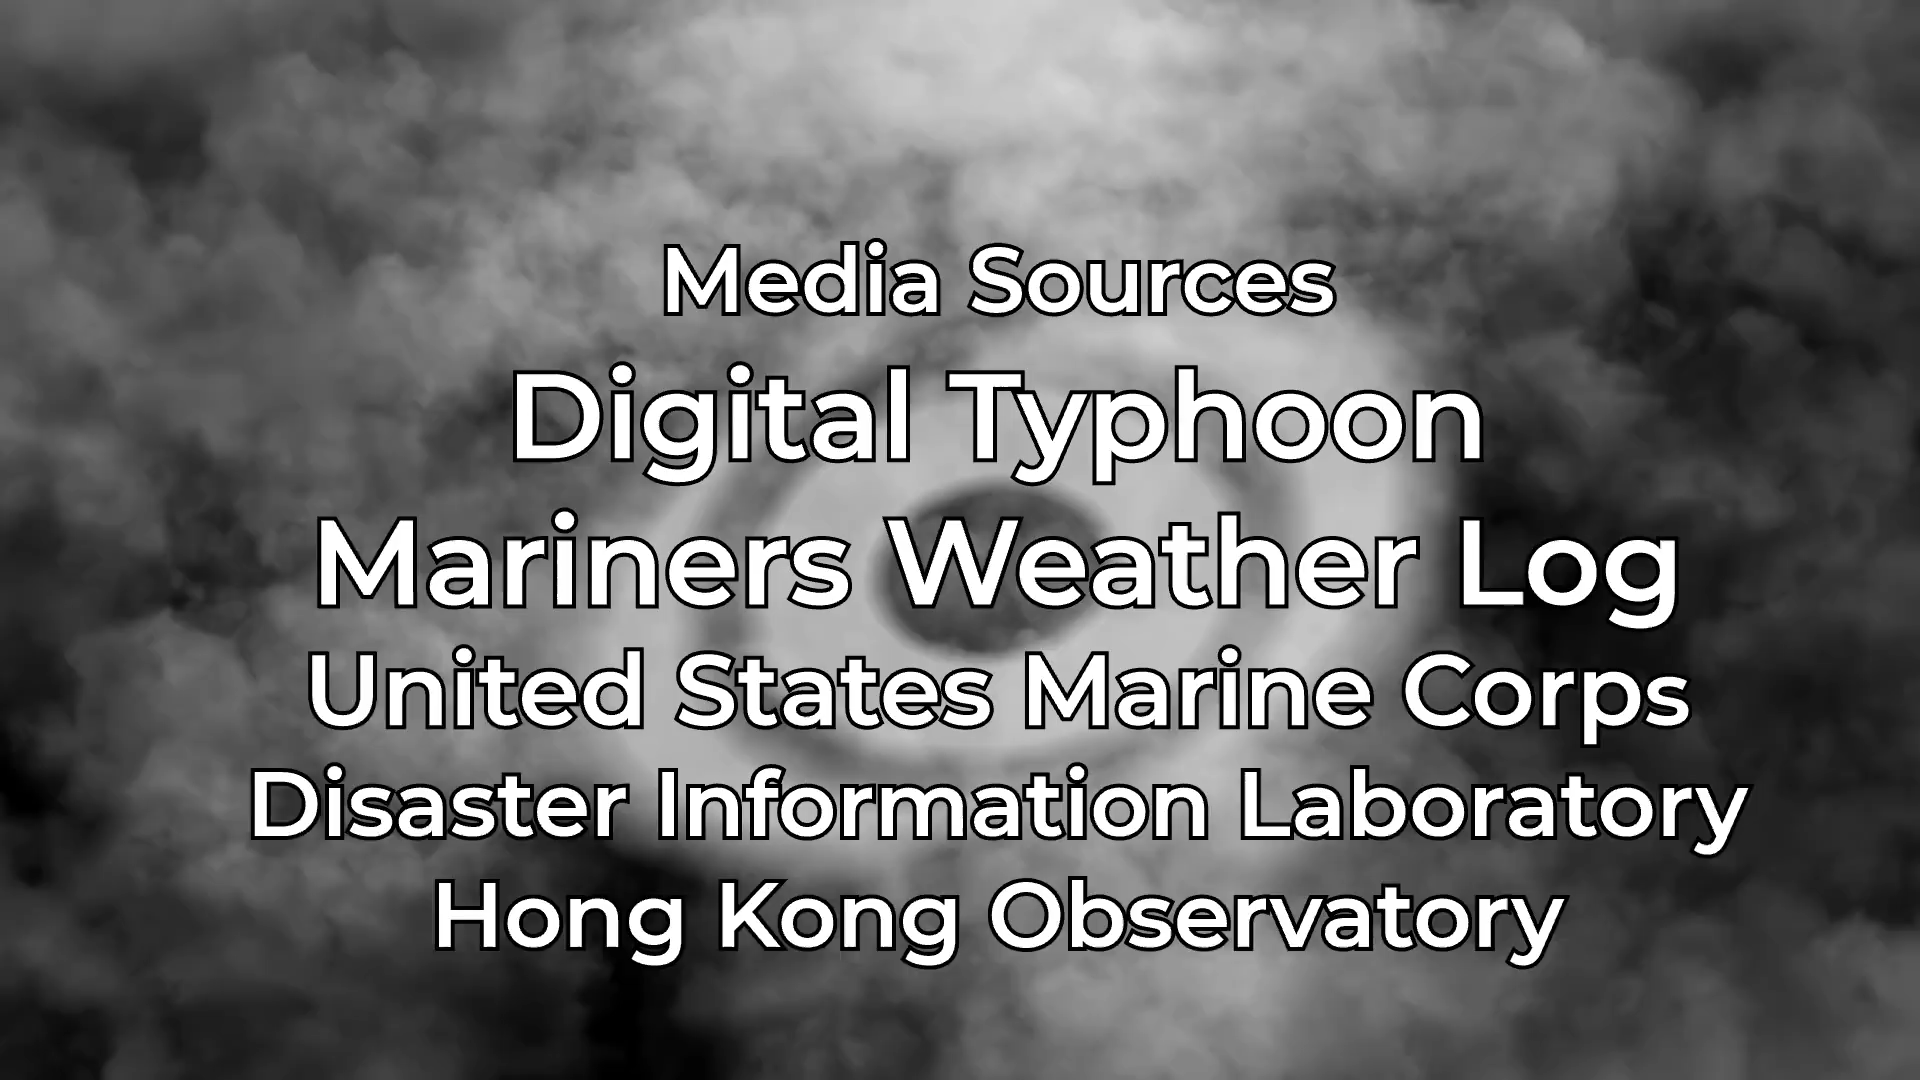 Media Sources
Digital Typhoon
Mariners Weather Log
United States Marine Corps
Disaster Information Laboratory
Hong Kong Observatory